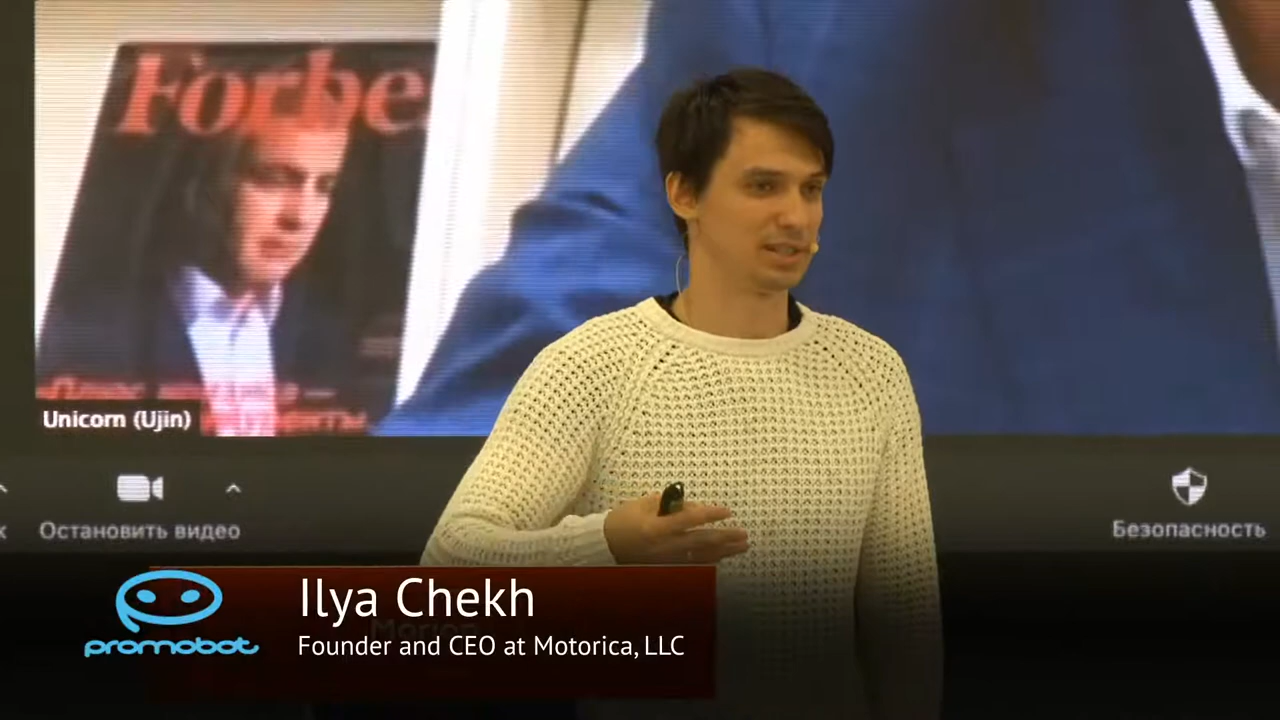 Forbe
Unicorn (Ujin)
Остановить видео
Безопасность
promobot
Ilya Chekh
Founder and CEO at Motorica, LLC